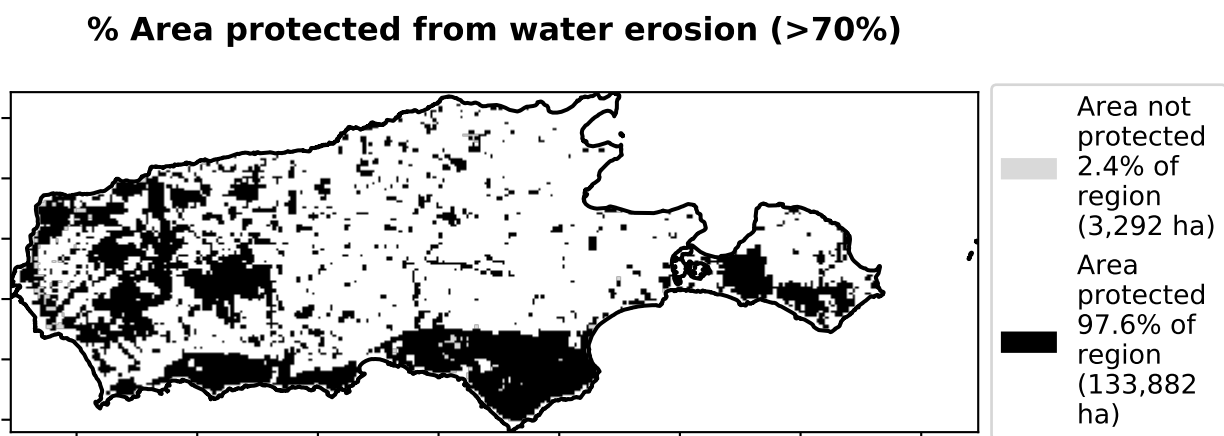 % Area protected from water erosion (>70%)
Area not
protected
2.4% of
region
(3,292 ha)
Area
protected
97.6% of
region
(133,882
ha)